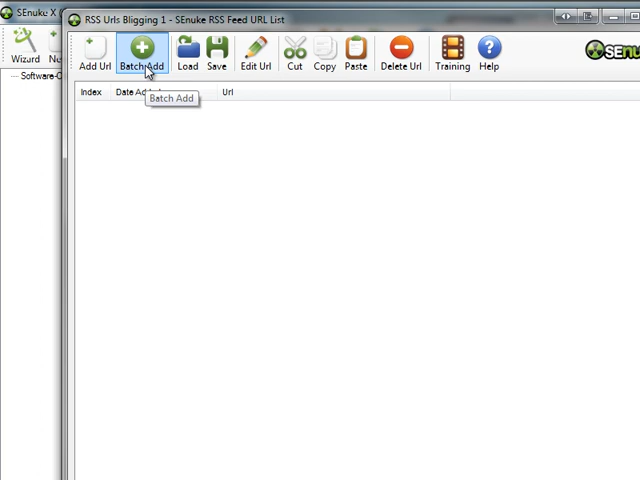 SEnuke X (
RSS Urls Bligging 1 - SEnuke RSS Feed URL List
Wizard
Add Url Batch Add Load Save Edit Url Cut Copy Paste Delete Url Training Help
Software-
Index Date Url
Batch Add